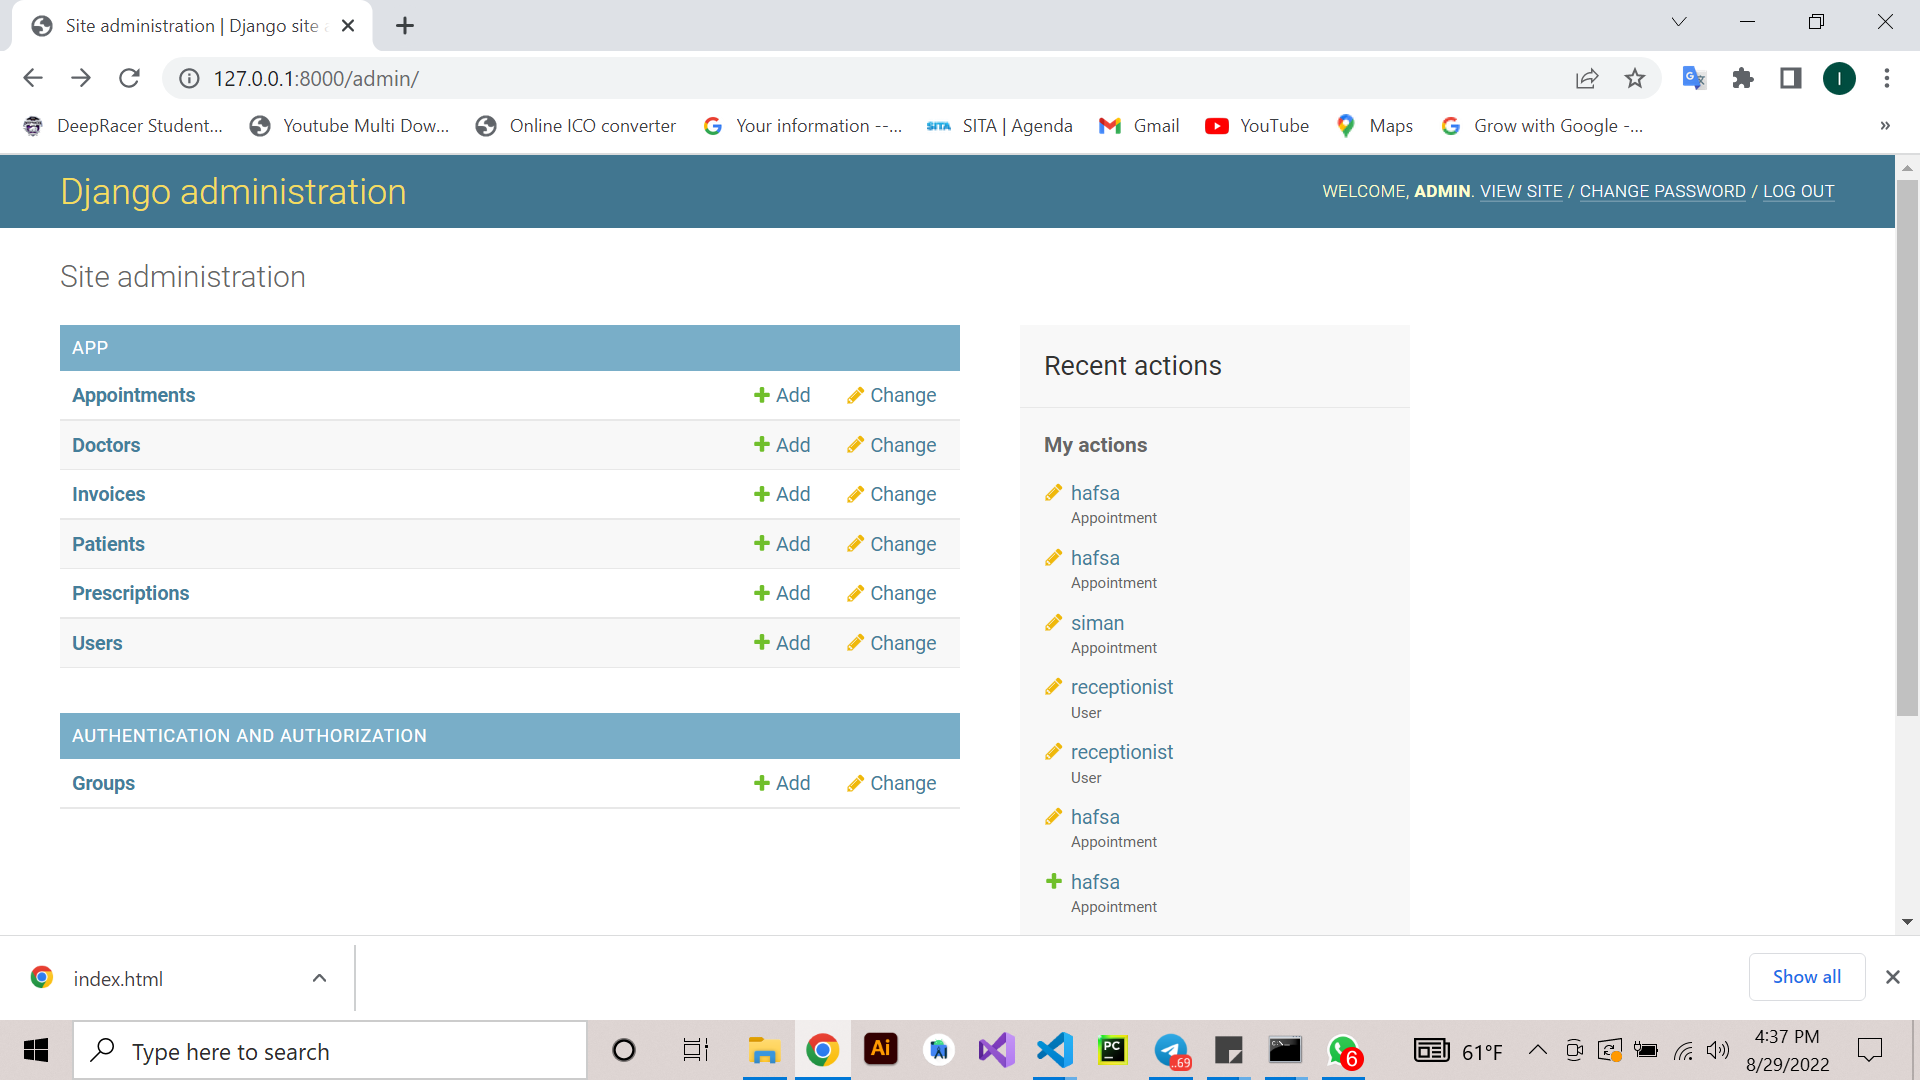 Site administration | Django site
127.0.0.1:8000/admin/
DeepRacer Student... Youtube Multi Dow... Online ICO converter Your information --... SITA SITA | Agenda Gmail YouTube Maps Grow with Google -... »
I
Django administration
WELCOME, ADMIN. VIEW SITE / CHANGE PASSWORD / LOG OUT
Site administration
APP
Appointments Add Change
Doctors Add Change
Invoices Add Change
Patients Add Change
Prescriptions Add Change
Users Add Change
AUTHENTICATION AND AUTHORIZATION
Groups Add Change
Recent actions
My actions
hafsa
Appointment
hafsa
Appointment
siman
Appointment
receptionist
User
receptionist
User
hafsa
Appointment
hafsa
Appointment
index.html
Show all
Type here to search
Ai
PC
..69
6
61°F
4:37 PM
8/29/2022